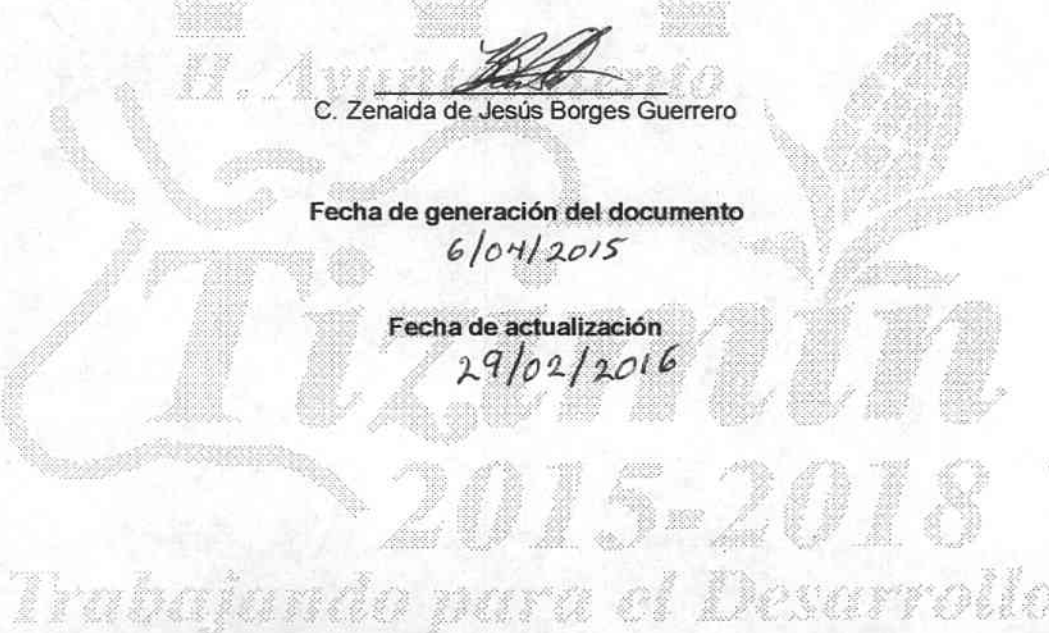 H. Ayuntamiento
C. Zenaida de Jesús Borges Guerrero
Fecha de generación del documento
6/04/2015
Fecha de actualización
29/02/2016
Tizimín
2015-2018
Trabajando para el Desarrollo